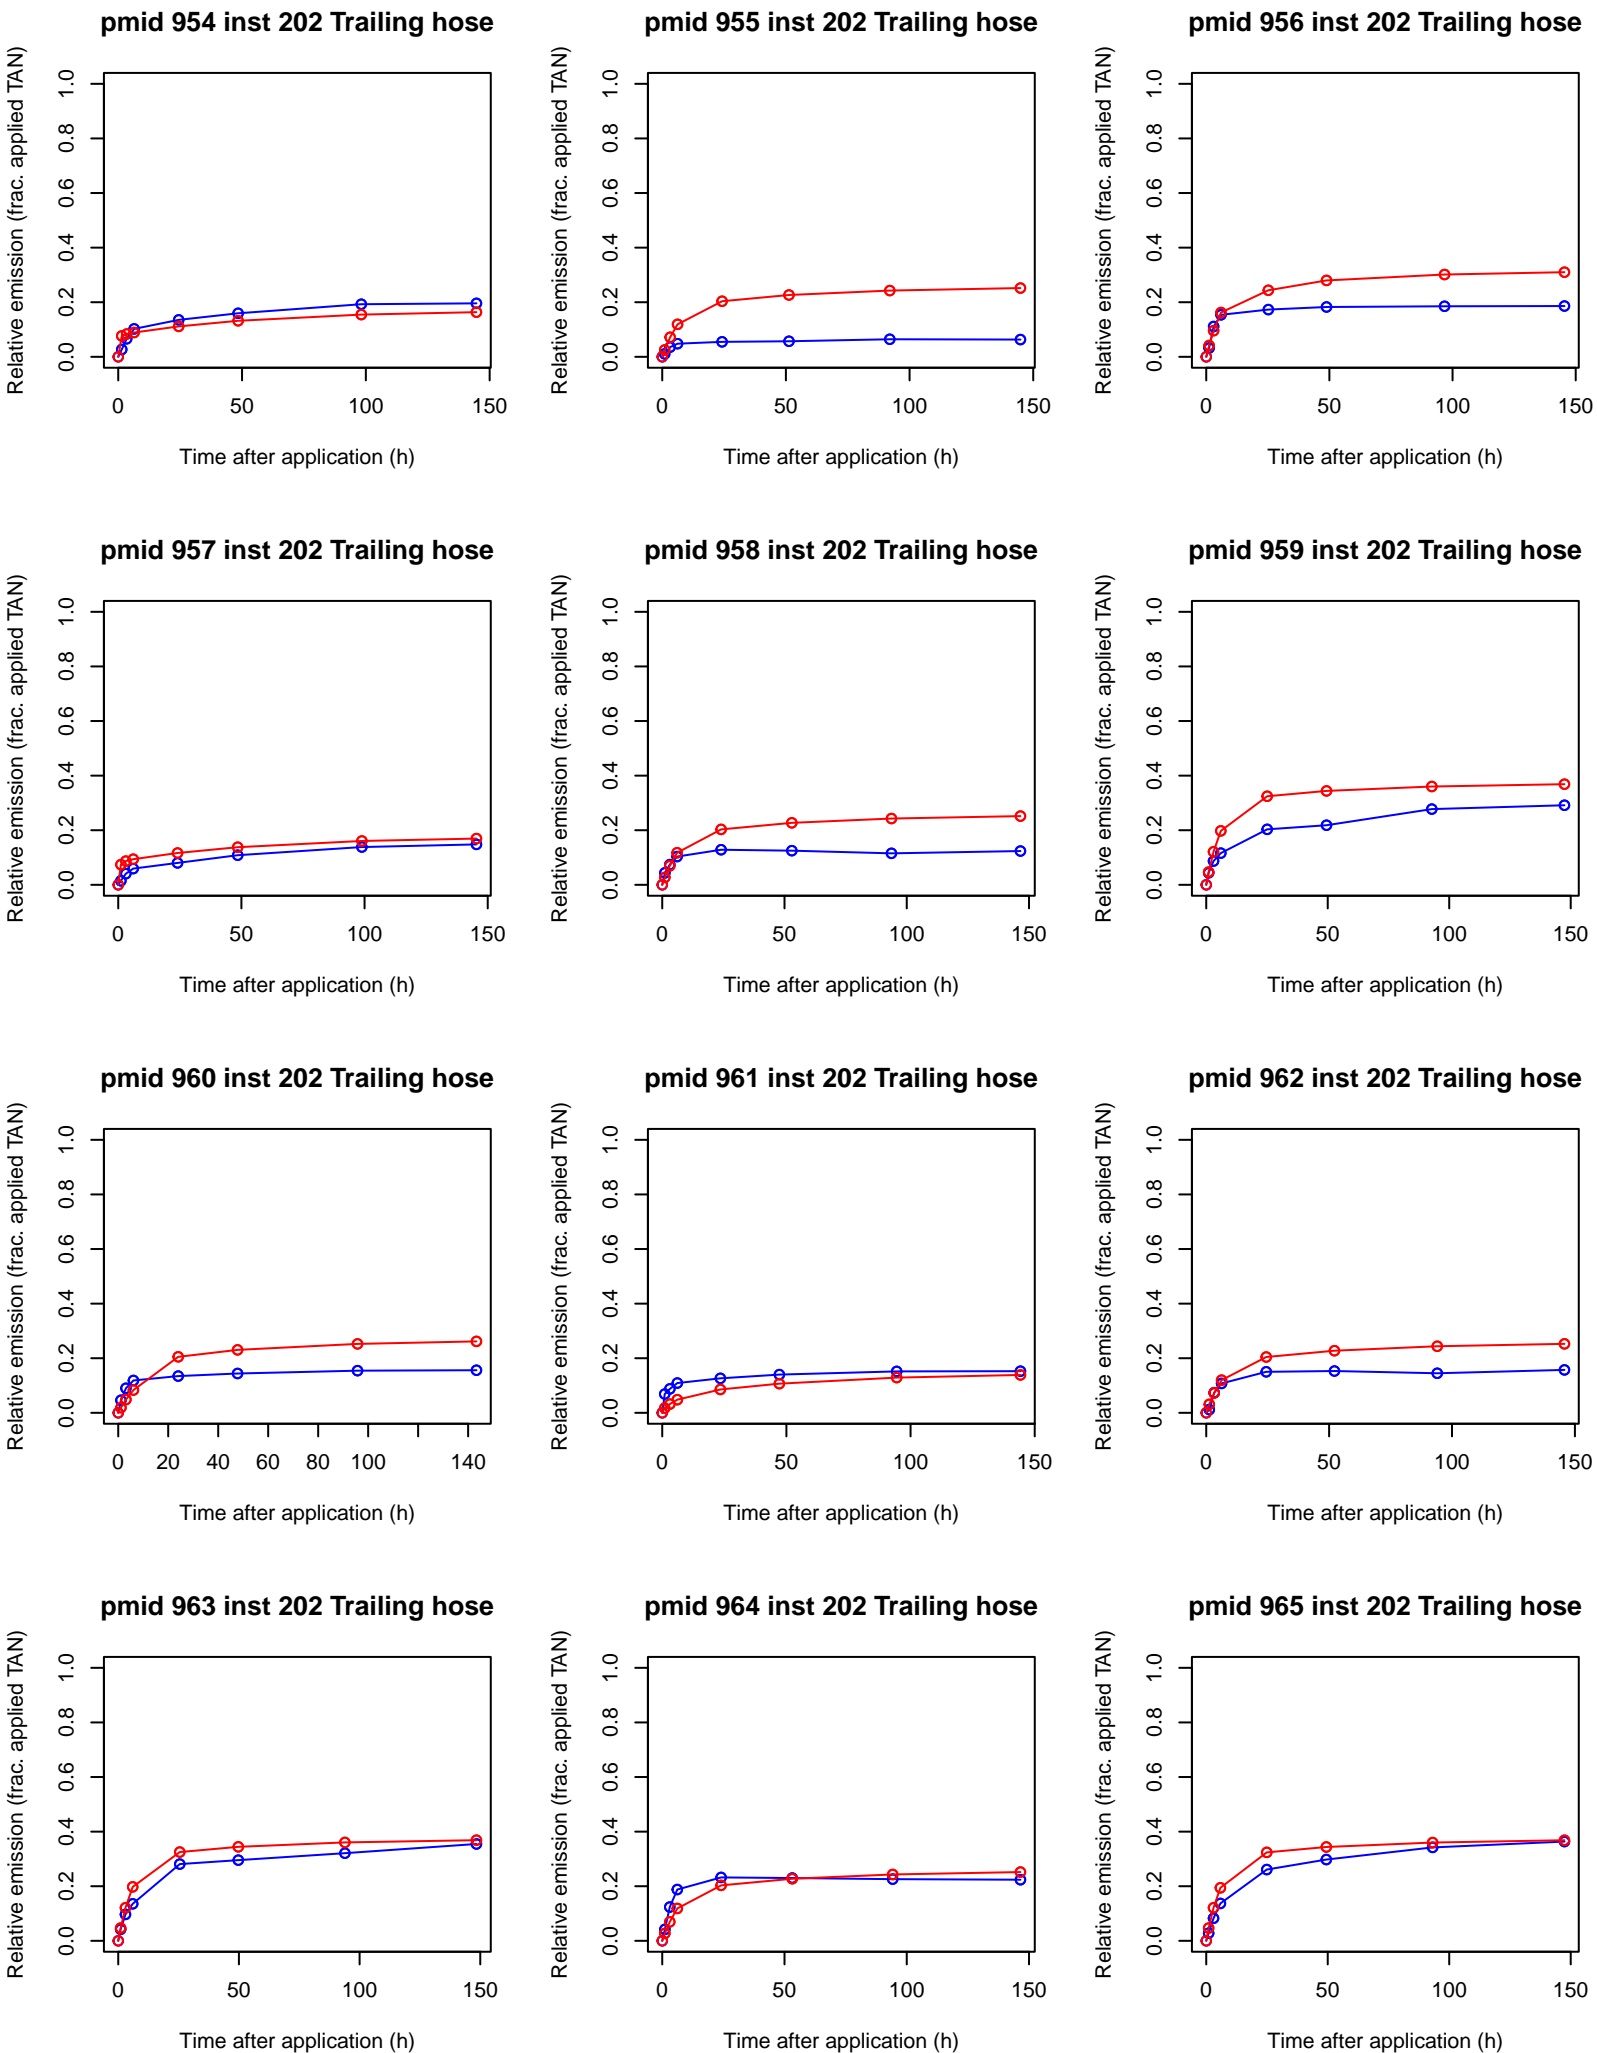 pmid 954 inst 202 Trailing hose
Relative emission (frac. applied TAN)
0.0 0.2 0.4 0.6 0.8 1.0
0 50 100 150
Time after application (h)
pmid 955 inst 202 Trailing hose
Relative emission (frac. applied TAN)
0.0 0.2 0.4 0.6 0.8 1.0
0 50 100 150
Time after application (h)
pmid 956 inst 202 Trailing hose
Relative emission (frac. applied TAN)
0.0 0.2 0.4 0.6 0.8 1.0
0 50 100 150
Time after application (h)
pmid 957 inst 202 Trailing hose
Relative emission (frac. applied TAN)
0.0 0.2 0.4 0.6 0.8 1.0
0 50 100 150
Time after application (h)
pmid 958 inst 202 Trailing hose
Relative emission (frac. applied TAN)
0.0 0.2 0.4 0.6 0.8 1.0
0 50 100 150
Time after application (h)
pmid 959 inst 202 Trailing hose
Relative emission (frac. applied TAN)
0.0 0.2 0.4 0.6 0.8 1.0
0 50 100 150
Time after application (h)
pmid 960 inst 202 Trailing hose
Relative emission (frac. applied TAN)
0.0 0.2 0.4 0.6 0.8 1.0
0 20 40 60 80 100 140
Time after application (h)
pmid 961 inst 202 Trailing hose
Relative emission (frac. applied TAN)
0.0 0.2 0.4 0.6 0.8 1.0
0 50 100 150
Time after application (h)
pmid 962 inst 202 Trailing hose
Relative emission (frac. applied TAN)
0.0 0.2 0.4 0.6 0.8 1.0
0 50 100 150
Time after application (h)
pmid 963 inst 202 Trailing hose
Relative emission (frac. applied TAN)
0.0 0.2 0.4 0.6 0.8 1.0
0 50 100 150
Time after application (h)
pmid 964 inst 202 Trailing hose
Relative emission (frac. applied TAN)
0.0 0.2 0.4 0.6 0.8 1.0
0 50 100 150
Time after application (h)
pmid 965 inst 202 Trailing hose
Relative emission (frac. applied TAN)
0.0 0.2 0.4 0.6 0.8 1.0
0 50 100 150
Time after application (h)